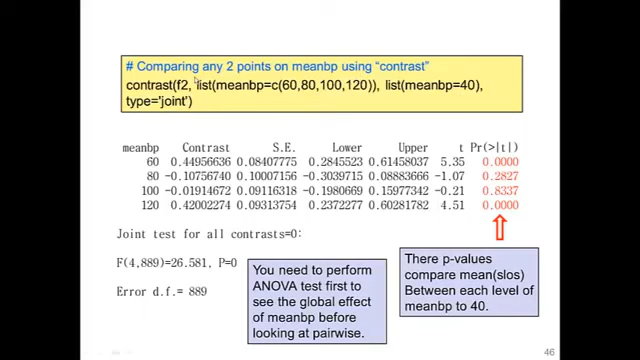 # Comparing any 2 points on meanbp using "contrast"
contrast(f2, list(meanbp=c(60,80,100,120)), list(meanbp=40),
type='joint')
meanbp Contrast S.E. Lower Upper t Pr(>|t|)
60 0.44956636 0.08407775 0.2845523 0.61458037 5.35 0.0000
80 -0.10756740 0.10007156 -0.3039715 0.08883666 -1.07 0.2827
100 -0.01914672 0.09116318 -0.1980669 0.15977342 -0.21 0.8337
120 0.42002274 0.09313754 0.2372277 0.60281782 4.51 0.0000
Joint test for all contrasts=0:
F(4,889)=26.581, P=0
Error d.f.= 889
You need to perform
ANOVA test first to
see the global effect
of meanbp before
looking at pairwise.
There p-values
compare mean(slos)
Between each level of
meanbp to 40.
46